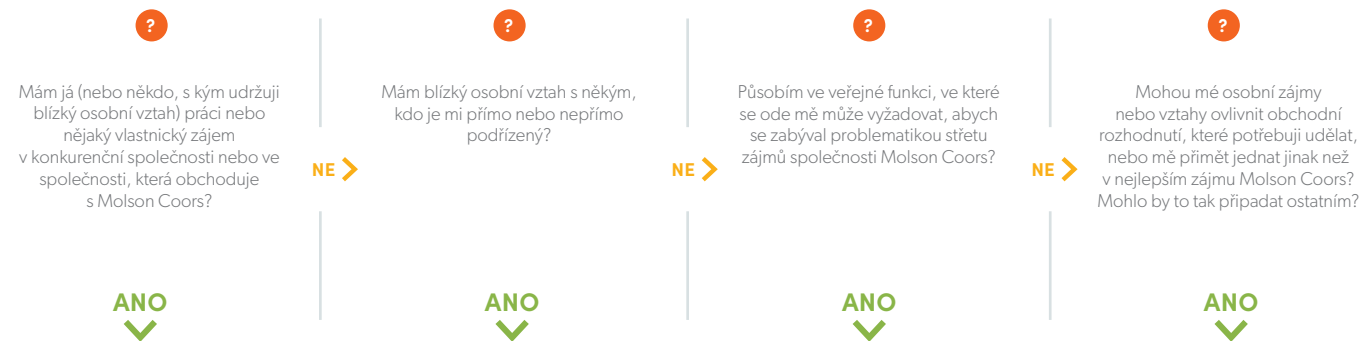 ?
Mám já (nebo někdo, s kým udržuji
blízký osobní vztah) práci nebo
nějaký vlastnický zájem
v konkurenční společnosti nebo ve
společnosti, která obchoduje
s Molson Coors?
ANO
NE
?
Mám blízký osobní vztah s někým,
kdo je mi přímo nebo nepřímo
podřízený?
ANO
NE
?
Působím ve veřejné funkci, ve které
se ode mě může vyžadovat, abych
se zabýval problematikou střetu
zájmů společnosti Molson Coors?
ANO
NE
?
Mohou mé osobní zájmy
nebo vztahy ovlivnit obchodní
rozhodnutí, které potřebuji udělat,
nebo mě přimět jednat jinak než
v nejlepším zájmu Molson Coors?
Mohlo by to tak připadat ostatním?
ANO